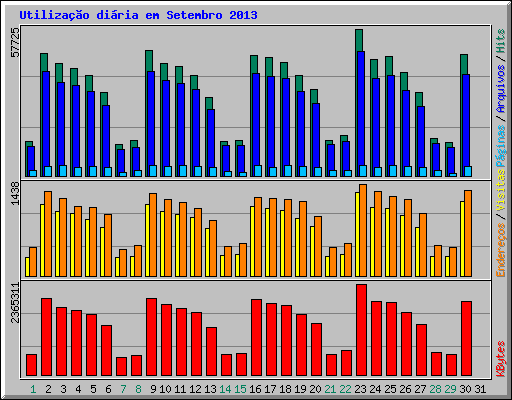 Utilização diária em Setembro 2013
57725
1438
2365311
KBytes
Endereços / Visitas
Páginas / Arquivos / Hits
1 2 3 4 5 6 7 8 9 10 11 12 13 14 15 16 17 18 19 20 21 22 23 24 25 26 27 28 29 30 31